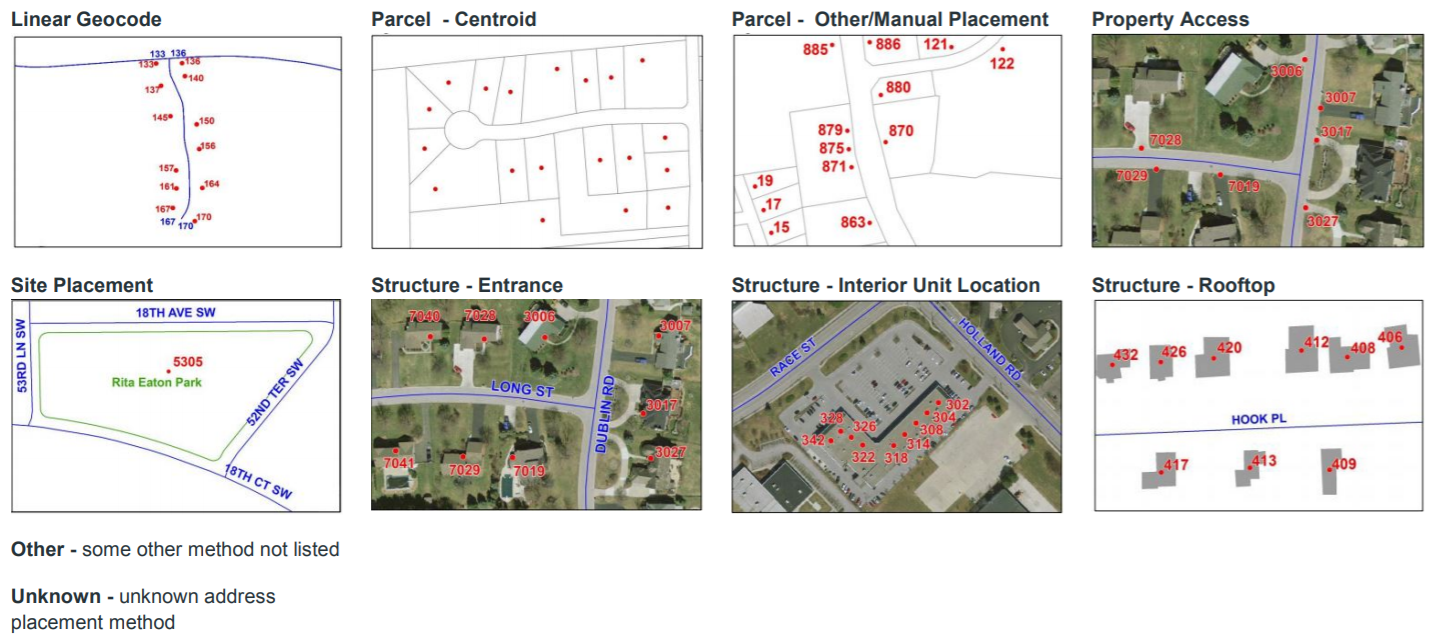 Linear Geocode
133 136
133
136
140
137
145
150
156
157
161
164
167
170
167 170
Parcel - Centroid
Parcel - Other/Manual Placement
885
886
121
122
880
879
870
875
871
19
17
15
863
Property Access
3006
3007
3017
7028
7029
7019
3027
Site Placement
18TH AVE SW
53RD LN SW
5305
Rita Eaton Park
52ND TER SW
18TH CT SW
Structure - Entrance
7040
7028
3006
3007
LONG ST
DUBLIN RD
3017
7041
7029
7019
3027
Structure - Interior Unit Location
RACE ST
HOLLAND RD
302
304
308
314
318
322
326
328
342
Structure - Rooftop
432
426
420
412
408
406
HOOK PL
417
413
409
Other - some other method not listed
Unknown - unknown address
placement method